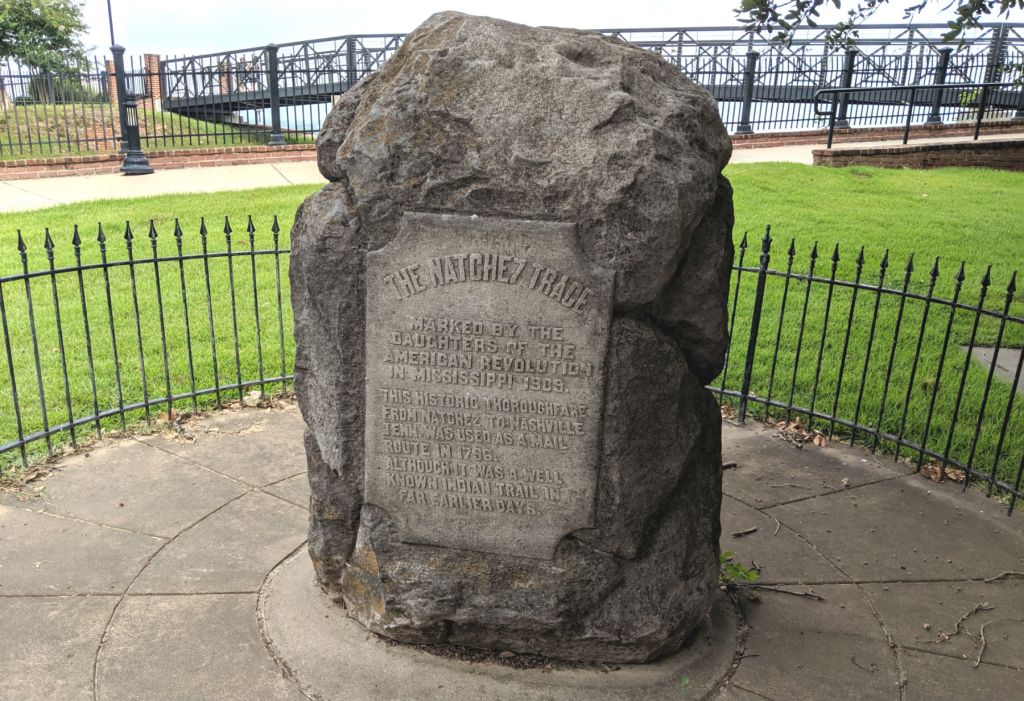 THE NATCHEZ TRACE
MARKED BY THE
DAUGHTERS OF THE
AMERICAN REVOLUTION
IN MISSISSIPPI 1909.
THIS HISTORIC THOROUGHFARE
FROM NATCHEZ TO NASHVILLE
TENN. WAS USED AS A MAIL
ROUTE IN 1796.
ALTHOUGH IT WAS A WELL
KNOWN INDIAN TRAIL IN
FAR EARLIER DAYS.